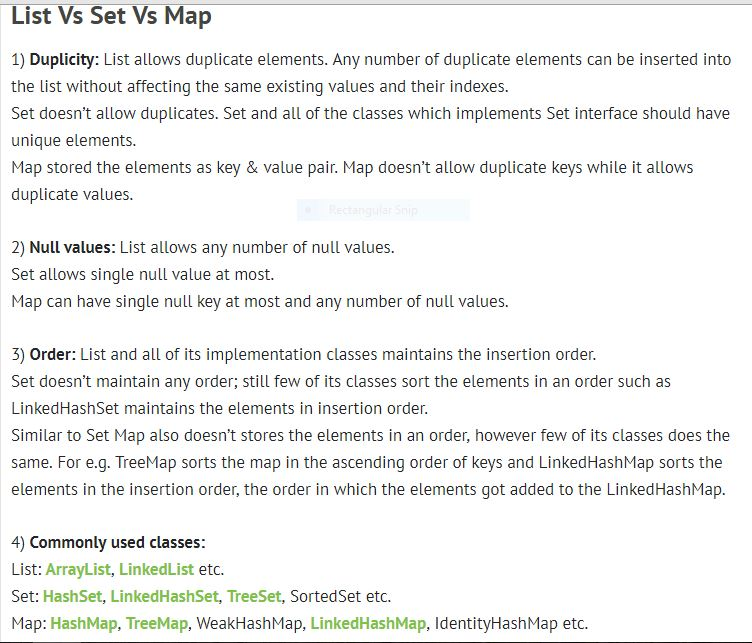 List Vs Set Vs Map
1) Duplicity: List allows duplicate elements. Any number of duplicate elements can be inserted into
the list without affecting the same existing values and their indexes.
Set doesn’t allow duplicates. Set and all of the classes which implements Set interface should have
unique elements.
Map stored the elements as key & value pair. Map doesn’t allow duplicate keys while it allows
duplicate values.
Rectangular Snip
2) Null values: List allows any number of null values.
Set allows single null value at most.
Map can have single null key at most and any number of null values.
3) Order: List and all of its implementation classes maintains the insertion order.
Set doesn’t maintain any order; still few of its classes sort the elements in an order such as
LinkedHashSet maintains the elements in insertion order.
Similar to Set Map also doesn’t stores the elements in an order, however few of its classes does the
same. For e.g. TreeMap sorts the map in the ascending order of keys and LinkedHashMap sorts the
elements in the insertion order, the order in which the elements got added to the LinkedHashMap.
4) Commonly used classes:
List: ArrayList, LinkedList etc.
Set: HashSet, LinkedHashSet, TreeSet, SortedSet etc.
Map: HashMap, TreeMap, WeakHashMap, LinkedHashMap, IdentityHashMap etc.